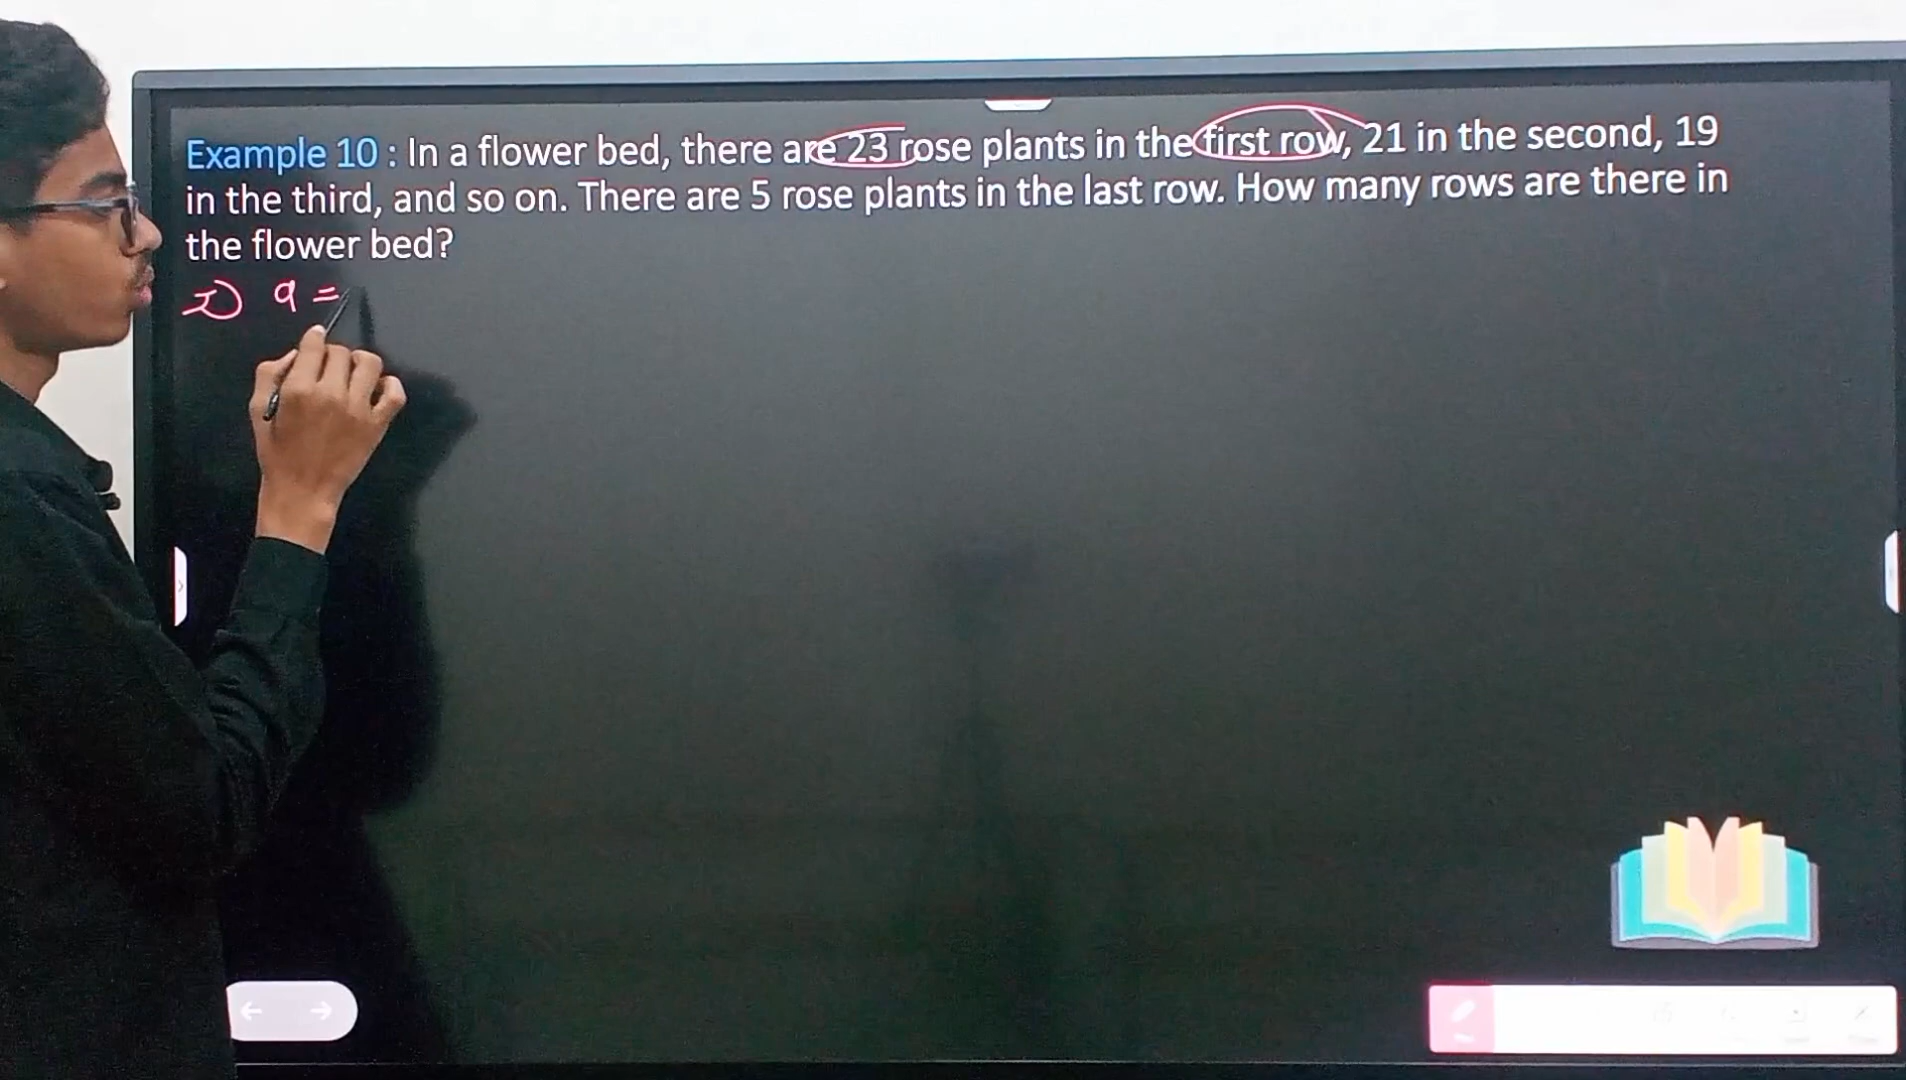 Example 10 : In a flower bed, there are 23 rose plants in the first row, 21 in the second, 19
in the third, and so on. There are 5 rose plants in the last row. How many rows are there in
the flower bed?
a =